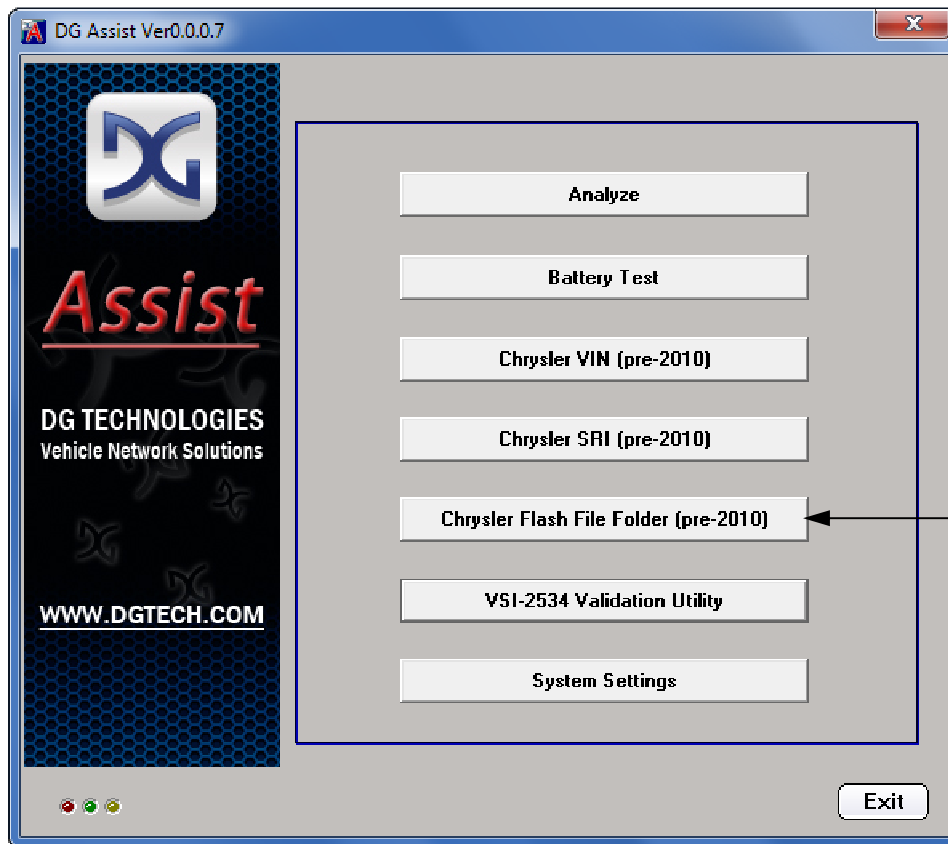 DG Assist Ver0.0.0.7
Assist
DG TECHNOLOGIES
Vehicle Network Solutions
WWW.DGTECH.COM
Analyze
Battery Test
Chrysler VIN (pre-2010)
Chrysler SRI (pre-2010)
Chrysler Flash File Folder (pre-2010)
VSI-2534 Validation Utility
System Settings
Exit